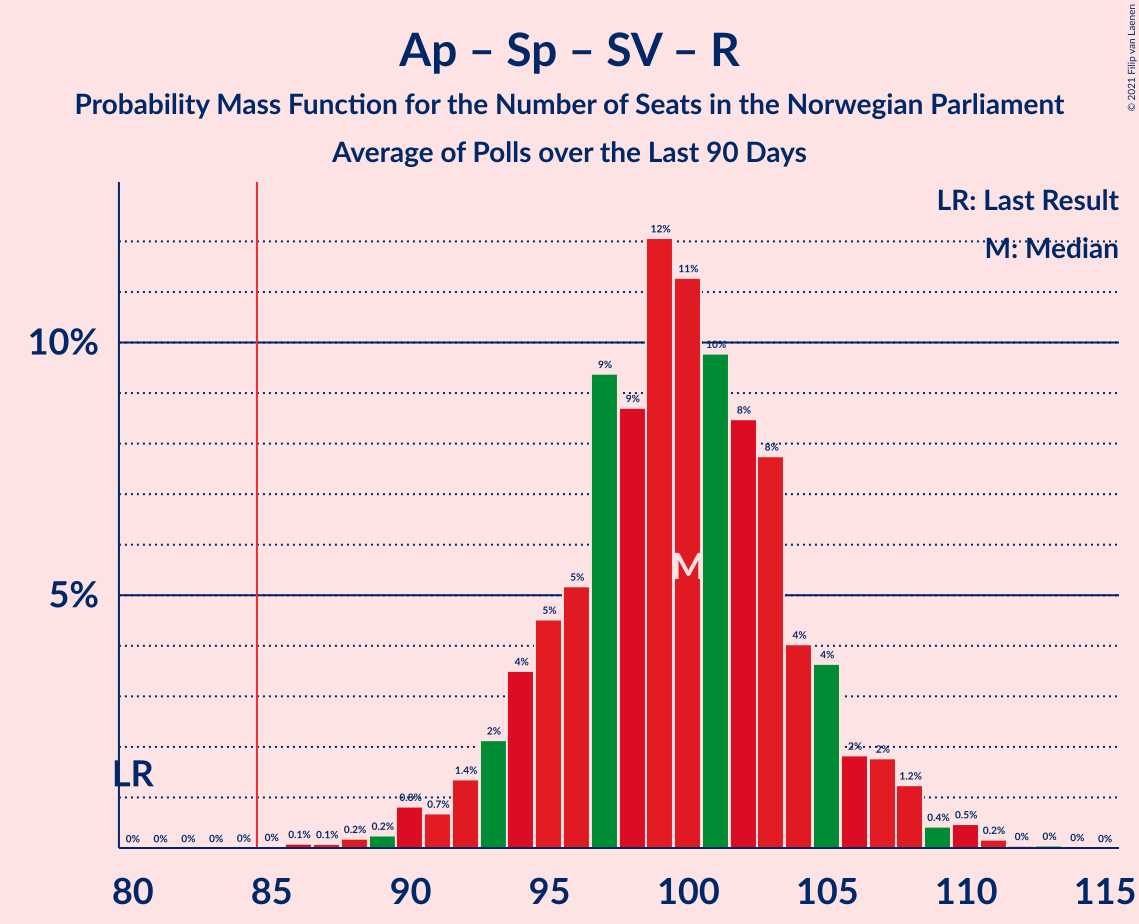 Ap – Sp – SV – R
Probability Mass Function for the Number of Seats in the Norwegian Parliament
Average of Polls over the Last 90 Days
© 2021 Filip van Laenen
LR: Last Result
M: Median
10%
5%
LR
M
0% 0% 0% 0% 0% 0% 0.1% 0.1% 0.2% 0.2% 0.8% 0.7% 1.4% 2% 4% 5% 5% 9% 9% 12% 11% 10% 8% 8% 4% 4% 2% 2% 1.2% 0.4% 0.5% 0.2% 0% 0% 0% 0%
80 85 90 95 100 105 110 115